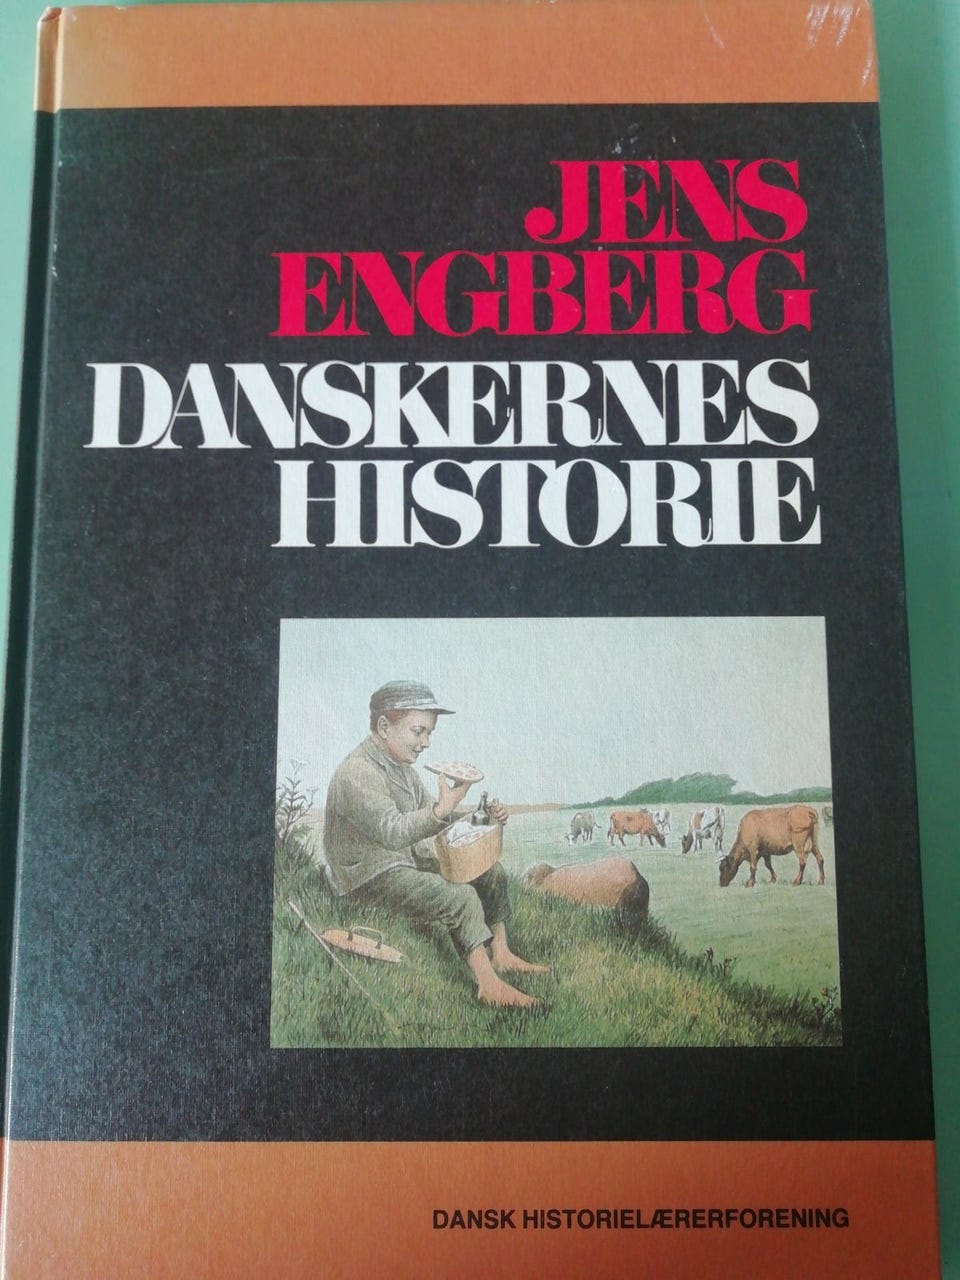 JENS
ENGBERG
DANSKERNES
HISTORIE
DANSK HISTORIELÆRERFORENING